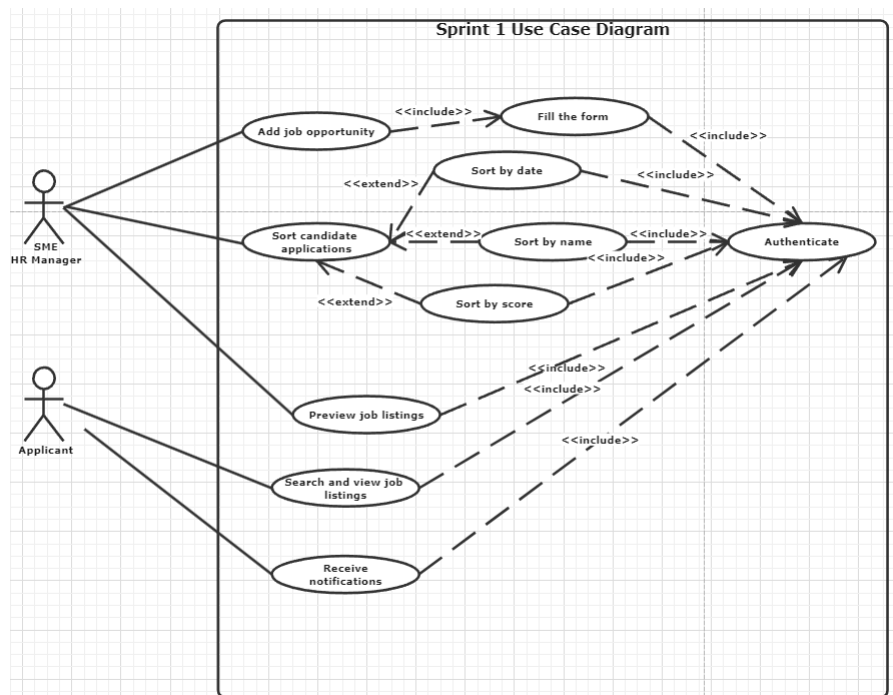 Sprint 1 Use Case Diagram
<<include>>
Fill the form
Add job opportunity
<<include>>
Sort by date
<<include>>
<<extend>>
SME
HR Manager
Sort candidate
applications
<<extend>>
Sort by name
<<include>>
Authenticate
<<include>>
<<extend>>
Sort by score
<<include>>
<<include>>
Preview job listings
Applicant
<<include>>
Search and view job
listings
Receive
notifications